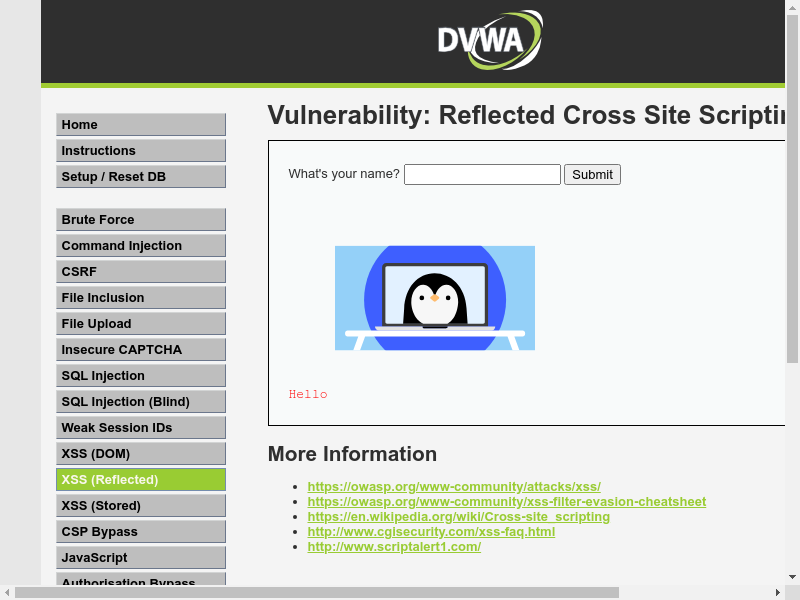 DVWA
Home
Instructions
Setup / Reset DB
Brute Force
Command Injection
CSRF
File Inclusion
File Upload
Insecure CAPTCHA
SQL Injection
SQL Injection (Blind)
Weak Session IDs
XSS (DOM)
XSS (Reflected)
XSS (Stored)
CSP Bypass
JavaScript
Authorisation Bypass
Vulnerability: Reflected Cross Site
What's your name? Submit
Hello
More Information
https://owasp.org/www-community/attacks/xss/
https://owasp.org/www-community/xss-filter-evasion-cheatsheet
https://en.wikipedia.org/wiki/Cross-site_scripting
http://www.cgisecurity.com/xss-faq.html
http://www.scriptalert1.com/